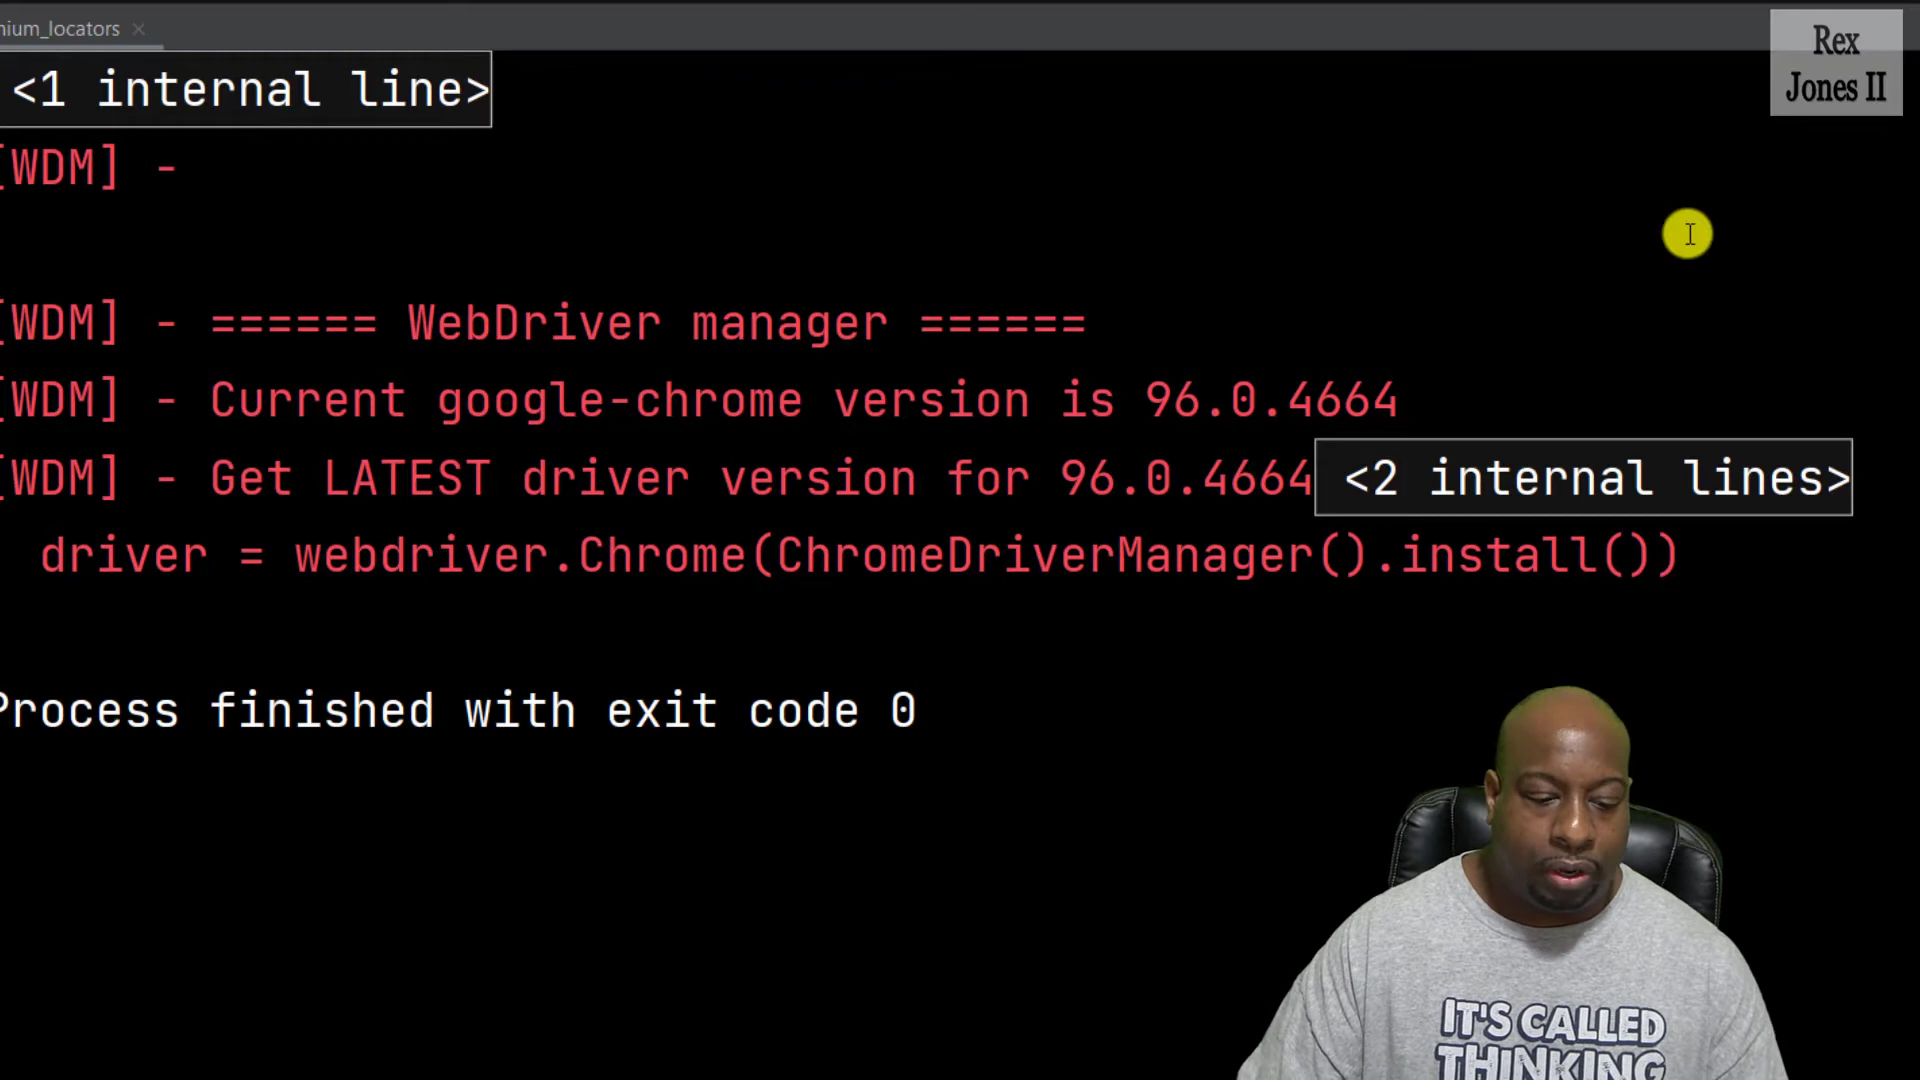 nium_locators
Rex
Jones II
<1 internal line>
[WDM] -
[WDM] - ====== WebDriver manager ======
[WDM] - Current google-chrome version is 96.0.4664
[WDM] - Get LATEST driver version for 96.0.4664 <2 internal lines>
driver = webdriver.Chrome(ChromeDriverManager().install())
Process finished with exit code 0
IT'S CALLED
THINKING